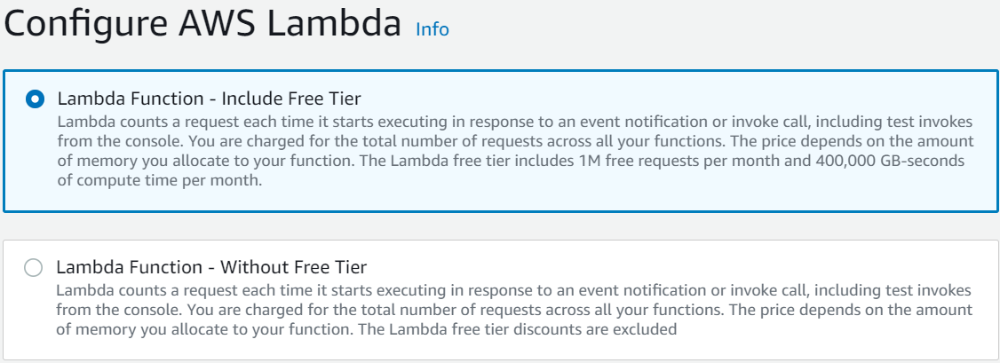 Configure AWS Lambda Info
Lambda Function - Include Free Tier
Lambda counts a request each time it starts executing in response to an event notification or invoke call, including test invokes
from the console. You are charged for the total number of requests across all your functions. The price depends on the amount
of memory you allocate to your function. The Lambda free tier includes 1M free requests per month and 400,000 GB-seconds
of compute time per month.
Lambda Function - Without Free Tier
Lambda counts a request each time it starts executing in response to an event notification or invoke call, including test invokes
from the console. You are charged for the total number of requests across all your functions. The price depends on the amount
of memory you allocate to your function. The Lambda free tier discounts are excluded